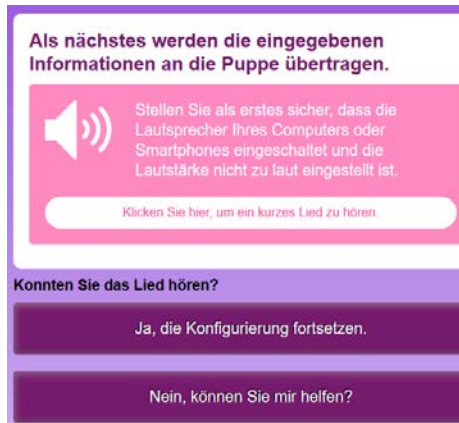 Als nächstes werden die eingegebenen
Informationen an die Puppe übertragen.
Stellen Sie als erstes sicher, dass die
Lautsprecher Ihres Computers oder
Smartphones eingeschaltet und die
Lautstärke nicht zu laut eingestellt ist.
Klicken Sie hier, um ein kurzes Lied zu hören.
Konnten Sie das Lied hören?
Ja, die Konfigurierung fortsetzen.
Nein, können Sie mir helfen?